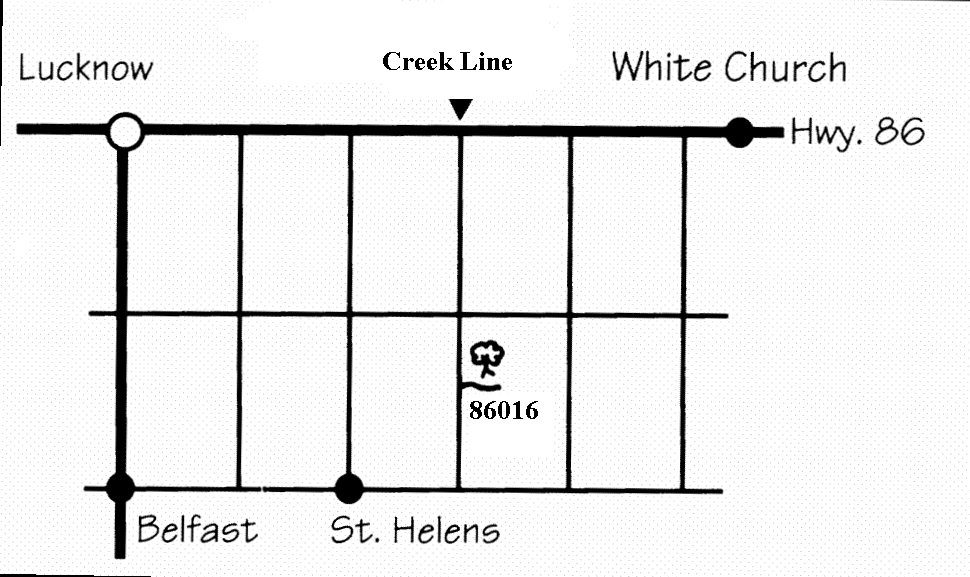 Lucknow
Creek Line
White Church
Hwy. 86
86016
Belfast
St. Helens